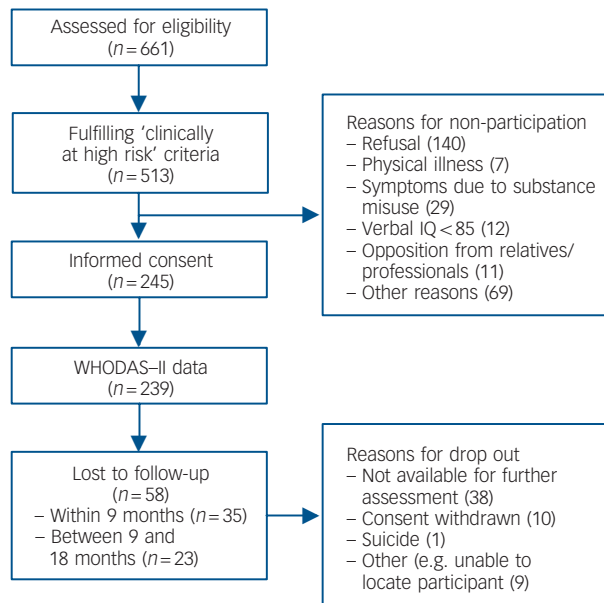 Assessed for eligibility
(n=661)
Fulfilling ‘clinically
at high risk’ criteria
(n=513)
Reasons for non-participation
– Refusal (140)
– Physical illness (7)
– Symptoms due to substance
misuse (29)
– Verbal IQ<85 (12)
– Opposition from relatives/
professionals (11)
– Other reasons (69)
Informed consent
(n=245)
WHODAS–II data
(n=239)
Lost to follow-up
(n=58)
– Within 9 months (n=35)
– Between 9 and
18 months (n=23)
Reasons for drop out
– Not available for further
assessment (38)
– Consent withdrawn (10)
– Suicide (1)
– Other (e.g. unable to
locate participant (9)